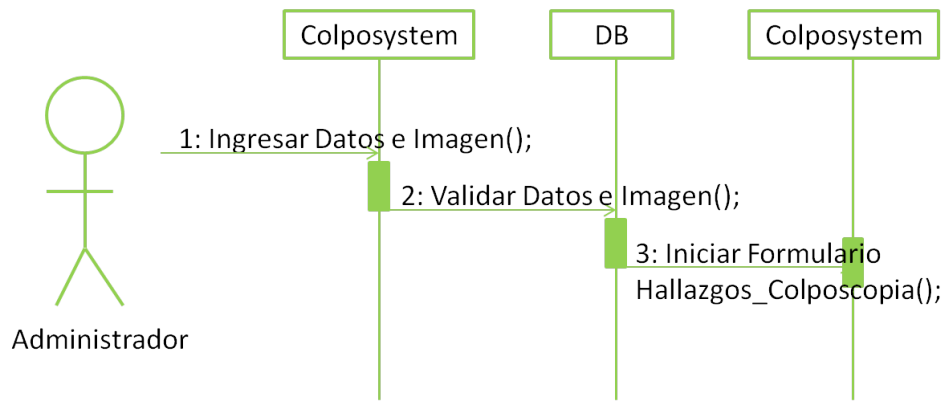 Colposystem
DB
Colposystem
1: Ingresar Datos e Imagen();
2: Validar Datos e Imagen();
3: Iniciar Formulario
Hallazgos_Colposcopia();
Administrador